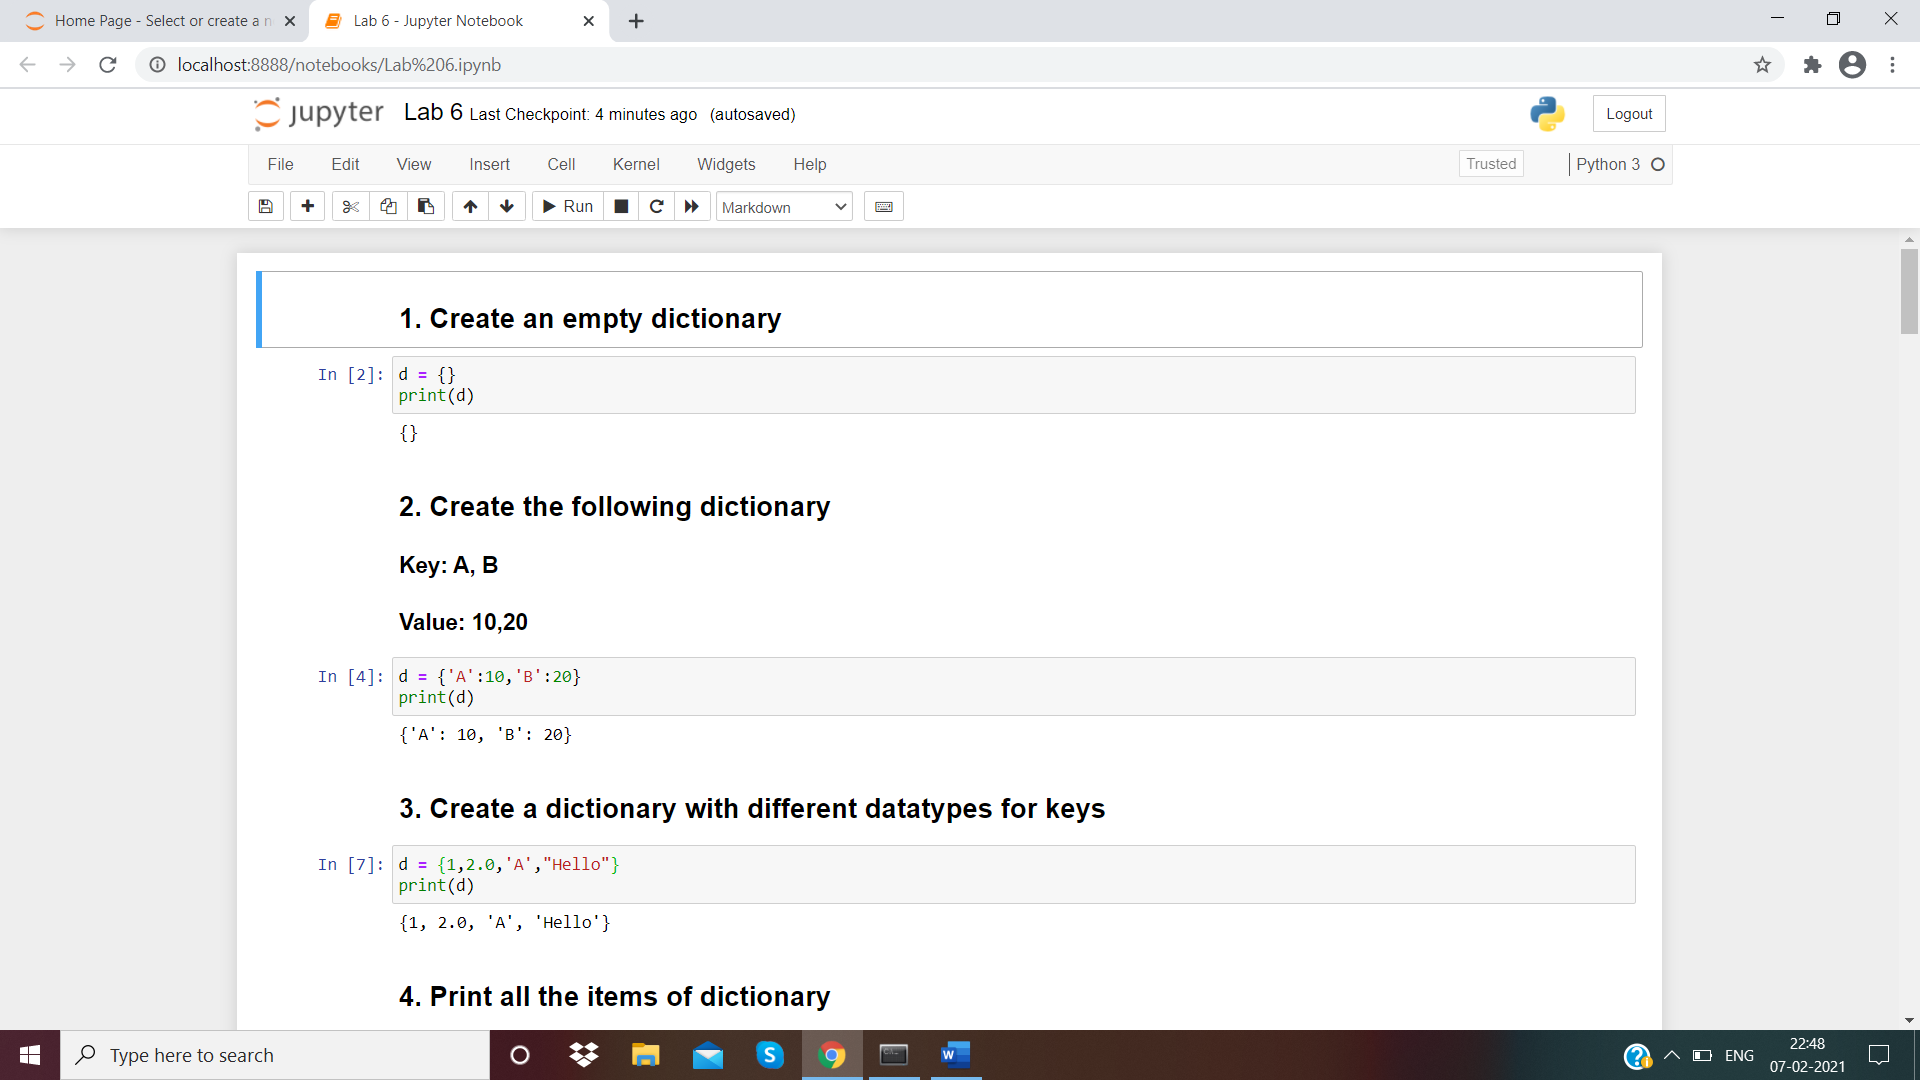 Home Page - Select or create a n
Lab 6 - Jupyter Notebook
localhost:8888/notebooks/Lab%206.ipynb
jupyter Lab 6 Last Checkpoint: 4 minutes ago (autosaved)
Logout
File Edit View Insert Cell Kernel Widgets Help
Trusted
Python 3
Run
Markdown
1. Create an empty dictionary
In [2]: d = {}
print(d)
{}
2. Create the following dictionary
Key: A, B
Value: 10,20
In [4]: d = {'A':10,'B':20}
print(d)
{'A': 10, 'B': 20}
3. Create a dictionary with different datatypes for keys
In [7]: d = {1,2.0,'A',"Hello"}
print(d)
{1, 2.0, 'A', 'Hello'}
4. Print all the items of dictionary
Type here to search
ENG
22:48
07-02-2021